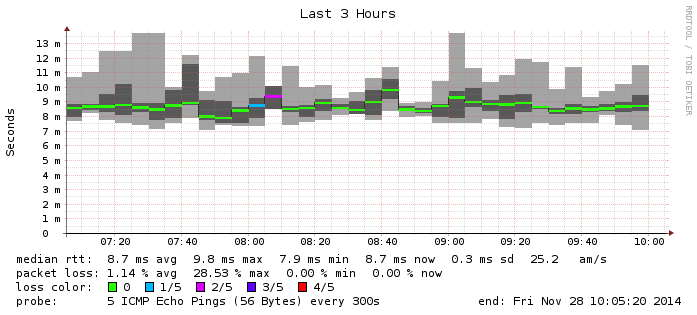 Last 3 Hours
RRDTOOL / TOBI OETIKER
Seconds
13 m
12 m
11 m
10 m
9 m
8 m
7 m
6 m
5 m
4 m
3 m
2 m
1 m
0
07:20 07:40 08:00 08:20 08:40 09:00 09:20 09:40 10:00
median rtt: 8.7 ms avg 9.8 ms max 7.9 ms min 8.7 ms now 0.3 ms sd 25.2 am/s
packet loss: 1.14 % avg 28.53 % max 0.00 % min 0.00 % now
loss color: 0 1/5 2/5 3/5 4/5
probe: 5 ICMP Echo Pings (56 Bytes) every 300s end: Fri Nov 28 10:05:20 2014